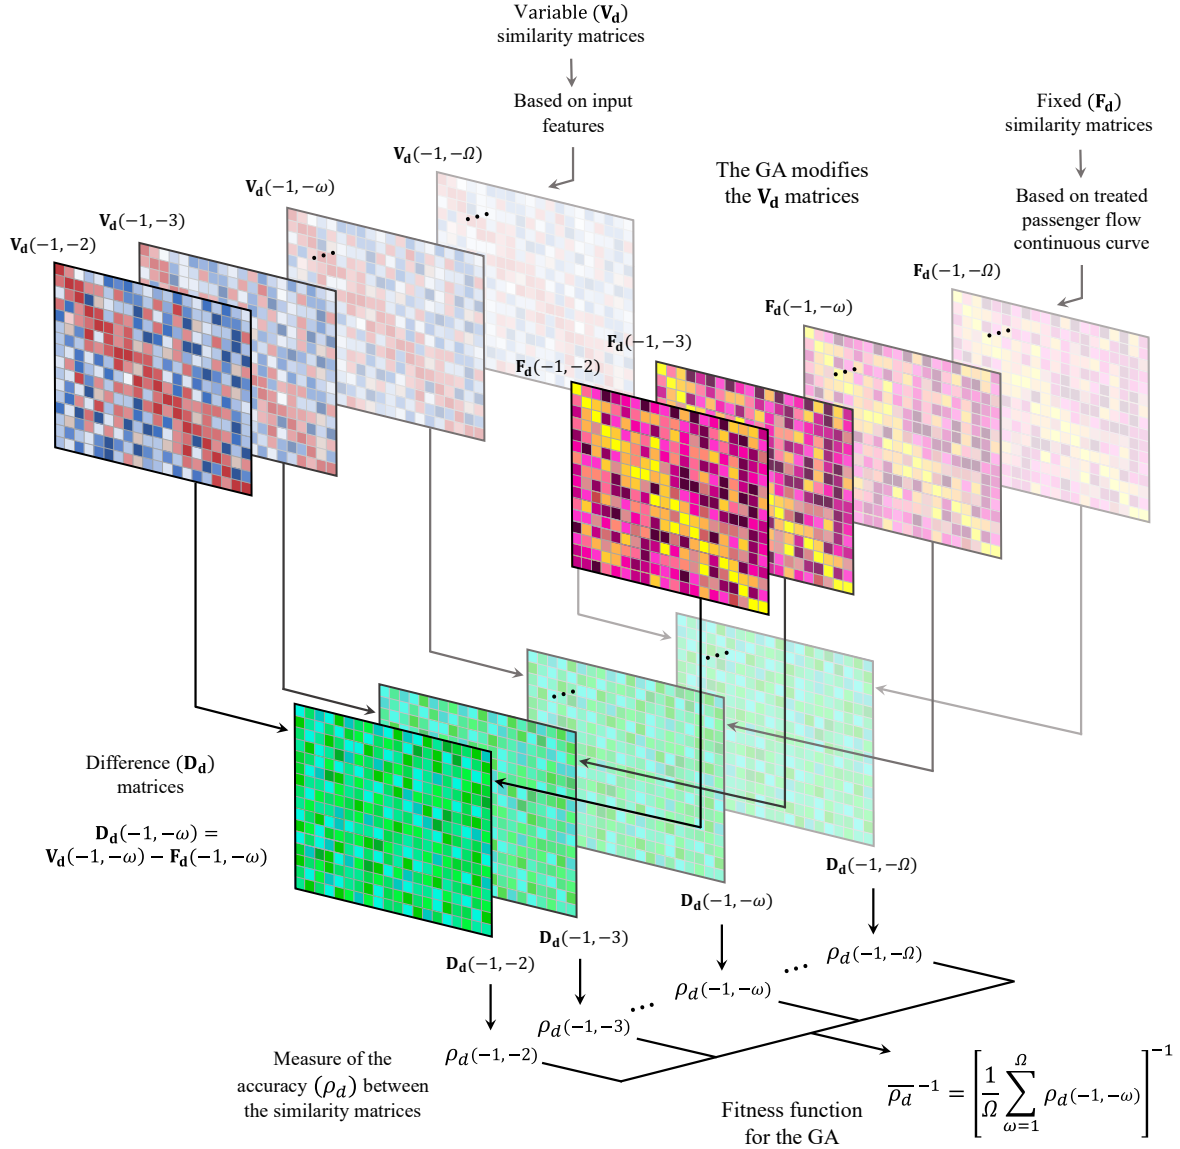 Variable (V_d)
similarity matrices
Based on input
features
Fixed (F_d)
similarity matrices
Based on treated
passenger flow
continuous curve
The GA modifies
the V_d matrices
V_d(−1,−Ω)
V_d(−1,−ω)
V_d(−1,−3)
V_d(−1,−2)
F_d(−1,−Ω)
F_d(−1,−ω)
F_d(−1,−3)
F_d(−1,−2)
Difference (D_d)
matrices
D_d(−1,−ω) =
V_d(−1,−ω) − F_d(−1,−ω)
D_d(−1,−Ω)
D_d(−1,−ω)
D_d(−1,−3)
D_d(−1,−2)
ρ_d(−1,−Ω)
ρ_d(−1,−ω)
ρ_d(−1,−3)
ρ_d(−1,−2)
Measure of the
accuracy (ρ_d) between
the similarity matrices
Fitness function
for the GA
\overline{ρ_d}^{−1} = [\frac{1}{Ω} \sum_{ω=1}^{Ω} ρ_d(−1,−ω)]^{−1}